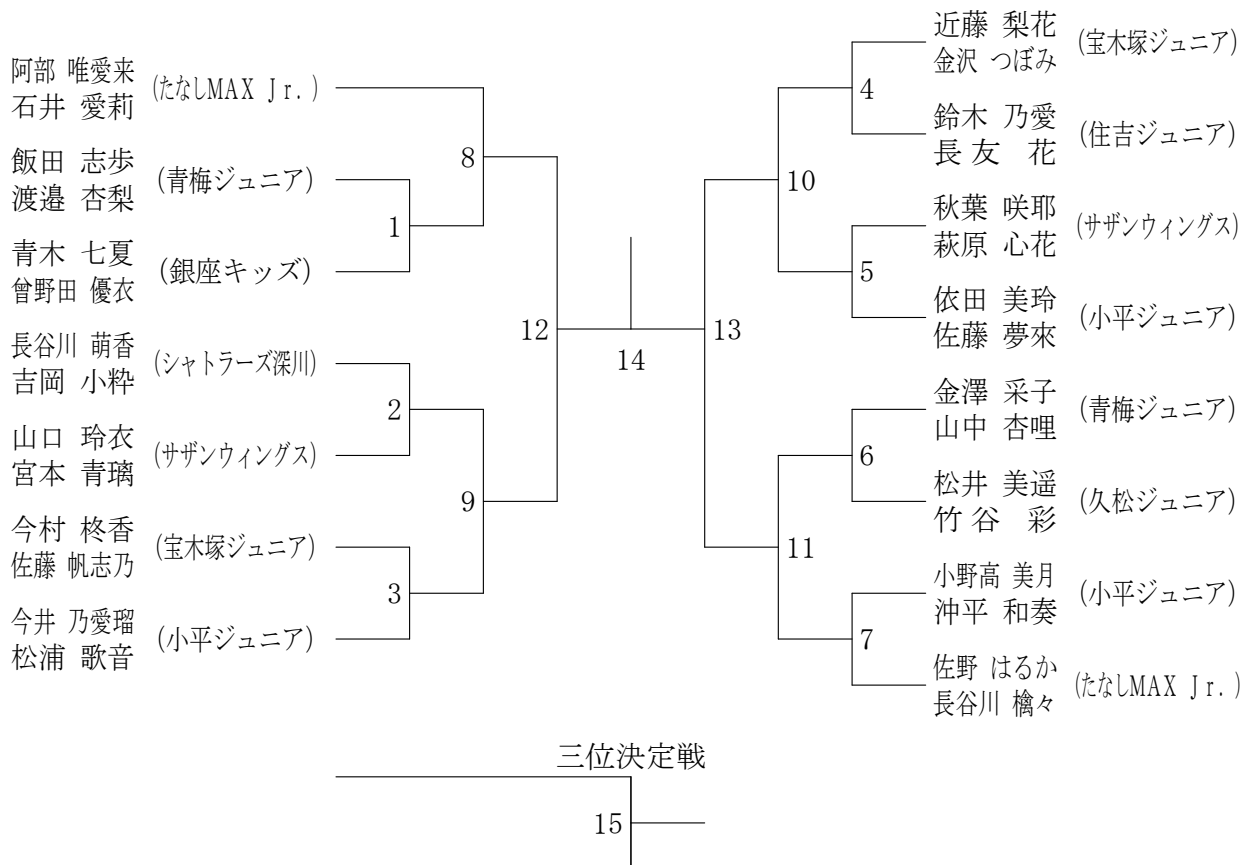 阿部 唯愛来
石井 愛莉
(たなしMAX Jr.)
飯田 志歩
渡邉 杏梨
(青梅ジュニア)
青木 七夏
曾野田 優衣
(銀座キッズ)
長谷川 萌香
吉岡 小粋
(シャトラーズ深川)
山口 玲衣
宮本 青璃
(サザンウィングス)
今村 柊香
佐藤 帆志乃
(宝木塚ジュニア)
今井 乃愛瑠
松浦 歌音
(小平ジュニア)
8
1
2
9
3
12
14
13
近藤 梨花
金沢 つぼみ
(宝木塚ジュニア)
鈴木 乃愛
長友 花
(住吉ジュニア)
秋葉 咲耶
萩原 心花
(サザンウィングス)
依田 美玲
佐藤 夢來
(小平ジュニア)
金澤 采子
山中 杏哩
(青梅ジュニア)
松井 美遥
竹谷 彩
(久松ジュニア)
小野高 美月
沖平 和奏
(小平ジュニア)
佐野 はるか
長谷川 檎々
(たなしMAX Jr.)
4
10
5
6
11
7
三位決定戦
15